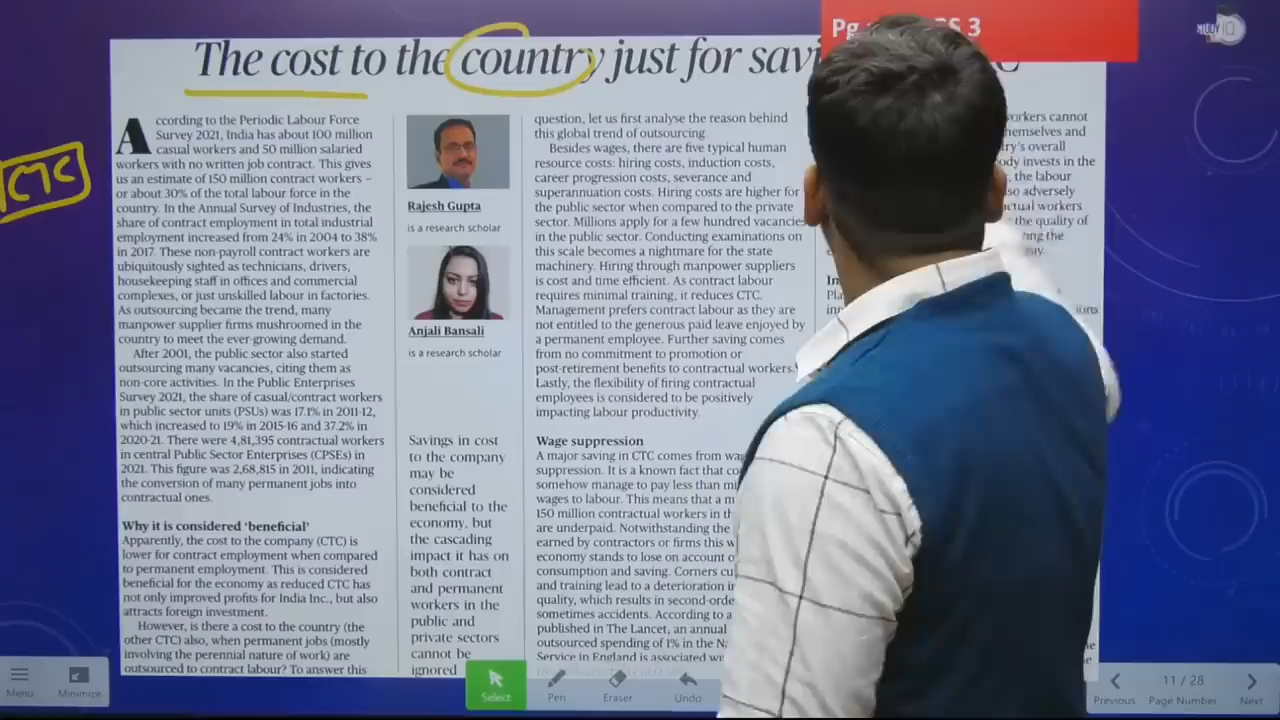 Pg
S 3
STUDY IQ
The cost to the country just for savi
CTC
According to the Periodic Labour Force
Survey 2021, India has about 100 million
casual workers and 50 million salaried
workers with no written job contract. This gives
us an estimate of 150 million contract workers –
or about 30% of the total labour force in the
country. In the Annual Survey of Industries, the
share of contract employment in total industrial
employment increased from 24% in 2004 to 38%
in 2017. These non-payroll contract workers are
ubiquitously sighted as technicians, drivers,
housekeeping staff in offices and commercial
complexes, or just unskilled labour in factories.
As outsourcing became the trend, many
manpower supplier firms mushroomed in the
country to meet the ever-growing demand.
After 2001, the public sector also started
outsourcing many vacancies, citing them as
non-core activities. In the Public Enterprises
Survey 2021, the share of casual/contract workers
in public sector units (PSUs) was 17.1% in 2011-12,
which increased to 19% in 2015-16 and 37.2% in
2020-21. There were 4,81,395 contractual workers
in central Public Sector Enterprises (CPSEs) in
2021. This figure was 2,68,815 in 2011, indicating
the conversion of many permanent jobs into
contractual ones.
Why it is considered ‘beneficial’
Apparently, the cost to the company (CTC) is
lower for contract employment when compared
to permanent employment. This is considered
beneficial for the economy as reduced CTC has
not only improved profits for India Inc., but also
attracts foreign investment.
However, is there a cost to the country (the
other CTC) also, when permanent jobs (mostly
involving the perennial nature of work) are
outsourced to contract labour? To answer this
Rajesh Gupta
is a research scholar
Anjali Bansali
is a research scholar
Savings in cost
to the company
may be
considered
beneficial to the
economy, but
the cascading
impact it has on
both contract
and permanent
workers in the
public and
private sectors
cannot be
ignored
question, let us first analyse the reason behind
this global trend of outsourcing.
Besides wages, there are five typical human
resource costs: hiring costs, induction costs,
career progression costs, severance and
superannuation costs. Hiring costs are higher for
the public sector when compared to the private
sector. Millions apply for a few hundred vacancies
in the public sector. Conducting examinations on
this scale becomes a nightmare for the state
machinery. Hiring through manpower suppliers
is cost and time efficient. As contract labour
requires minimal training, it reduces CTC.
Management prefers contract labour as they are
not entitled to the generous paid leave enjoyed by
a permanent employee. Further saving comes
from no commitment to promotion or
post-retirement benefits to contractual workers.
Lastly, the flexibility of firing contractual
employees is considered to be positively
impacting labour productivity.
Wage suppression
A major saving in CTC comes from wa
suppression. It is a known fact that co
somehow manage to pay less than mi
wages to labour. This means that a m
150 million contractual workers in th
are underpaid. Notwithstanding the
earned by contractors or firms this w
economy stands to lose on account o
consumption and saving. Corners cu
and training lead to a deterioration in
quality, which results in second-orde
sometimes accidents. According to a
published in The Lancet, an annual
outsourced spending of 1% in the Na
Service in England is associated wi
workers cannot
hemselves and
ry’s overall
ody invests in the
, the labour
so adversely
ctual workers
the quality of
ing the
ay.
Menu
Minimize
Select
Pen
Eraser
Undo
Previous
11 / 28
Page Number
Next